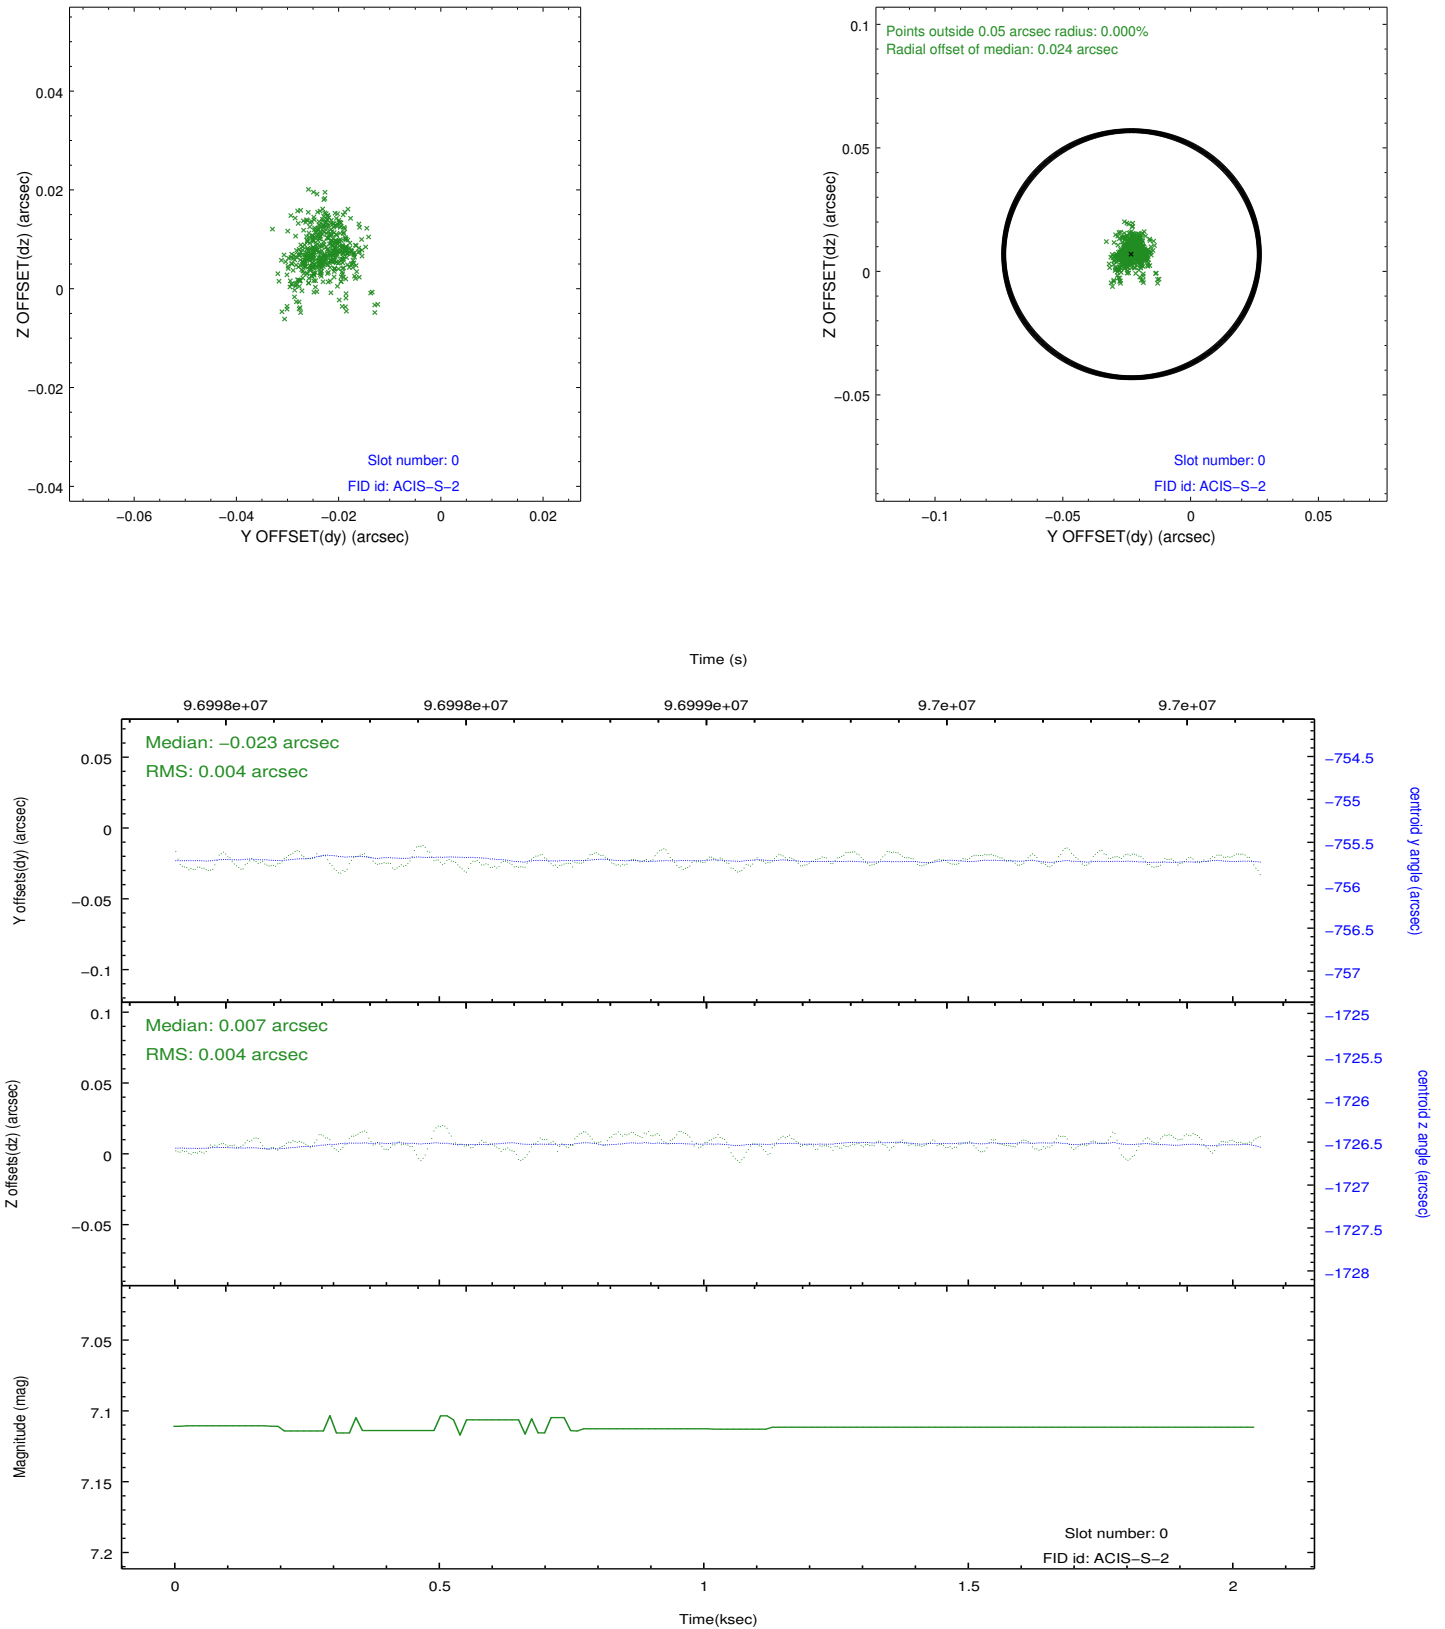 0.04
0.02
0
−0.02
−0.04
−0.06
−0.04
−0.02
0
0.02
Z OFFSET(dz) (arcsec)
Y OFFSET(dy) (arcsec)
Slot number: 0
FID id: ACIS−S−2
Points outside 0.05 arcsec radius: 0.000%
Radial offset of median: 0.024 arcsec
0.1
0.05
0
−0.05
−0.1
−0.05
0
0.05
Z OFFSET(dz) (arcsec)
Y OFFSET(dy) (arcsec)
Slot number: 0
FID id: ACIS−S−2
Time (s)
9.6998e+07
9.6998e+07
9.6999e+07
9.7e+07
9.7e+07
Median: −0.023 arcsec
RMS: 0.004 arcsec
0.05
0
−0.05
−0.1
Y offsets(dy) (arcsec)
−754.5
−755
−755.5
−756
−756.5
−757
centroid y angle (arcsec)
Median: 0.007 arcsec
RMS: 0.004 arcsec
0.1
0.05
0
−0.05
Z offsets(dz) (arcsec)
−1725
−1725.5
−1726
−1726.5
−1727
−1727.5
−1728
centroid z angle (arcsec)
7.05
7.1
7.15
7.2
Magnitude (mag)
Slot number: 0
FID id: ACIS−S−2
0
0.5
1
1.5
2
Time(ksec)